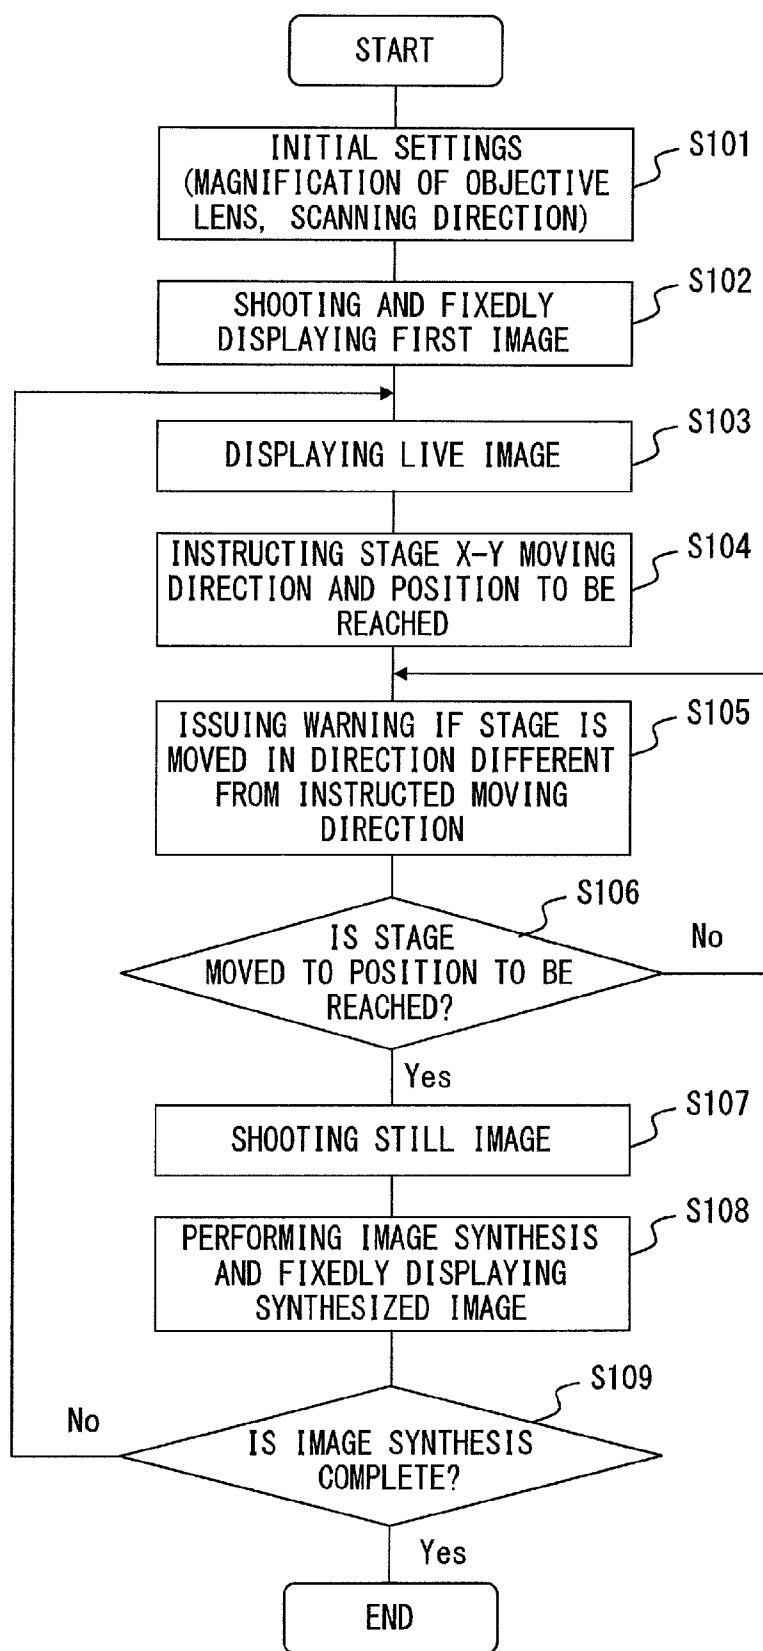 START
INITIAL SETTINGS
(MAGNIFICATION OF OBJECTIVE
LENS, SCANNING DIRECTION)
S101
SHOOTING AND FIXEDLY
DISPLAYING FIRST IMAGE
S102
DISPLAYING LIVE IMAGE
S103
INSTRUCTING STAGE X-Y MOVING
DIRECTION AND POSITION TO BE
REACHED
S104
ISSUING WARNING IF STAGE IS
MOVED IN DIRECTION DIFFERENT
FROM INSTRUCTED MOVING
DIRECTION
S105
IS STAGE
MOVED TO POSITION TO BE
REACHED?
S106
No
Yes
SHOOTING STILL IMAGE
S107
PERFORMING IMAGE SYNTHESIS
AND FIXEDLY DISPLAYING
SYNTHESIZED IMAGE
S108
IS IMAGE SYNTHESIS
COMPLETE?
S109
No
Yes
END